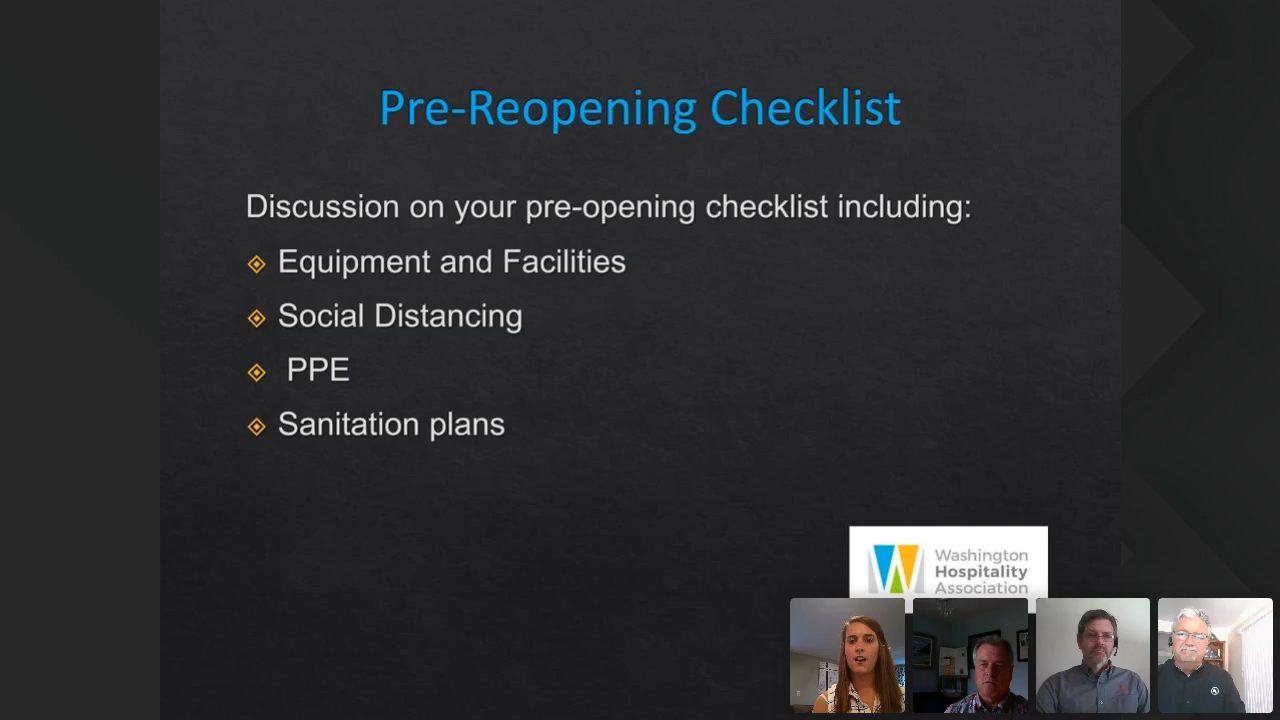 Pre-Reopening Checklist
Discussion on your pre-opening checklist including:
Equipment and Facilities
Social Distancing
PPE
Sanitation plans
Washington
Hospitality
Association